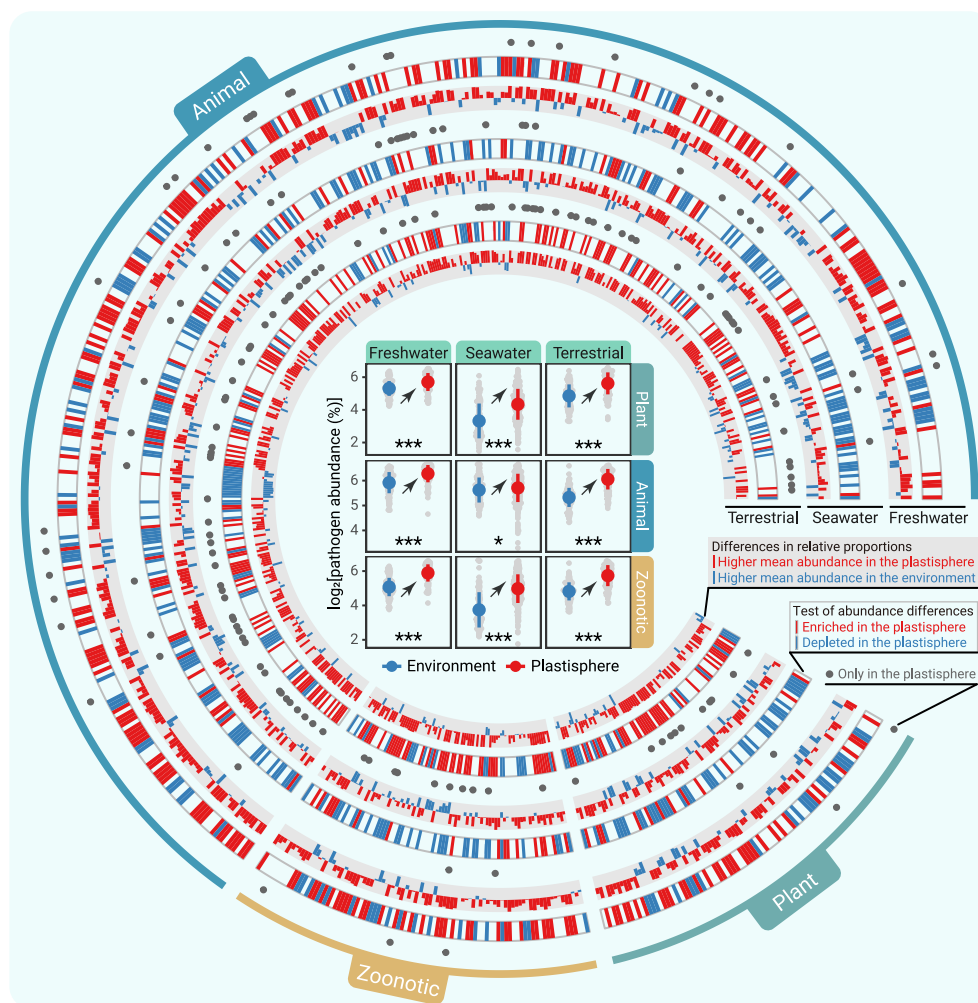 Animal
Freshwater
Seawater
Terrestrial
log₂[pathogen abundance (%)]
6
4
2
***
***
***
Plant
6
4
***
*
***
Animal
6
4
2
***
***
***
Zoonotic
Environment
Plastisphere
Terrestrial
Seawater
Freshwater
Differences in relative proportions
Higher mean abundance in the plastisphere
Higher mean abundance in the environment
Test of abundance differences
Enriched in the plastisphere
Depleted in the plastisphere
Only in the plastisphere
Plant
Zoonotic